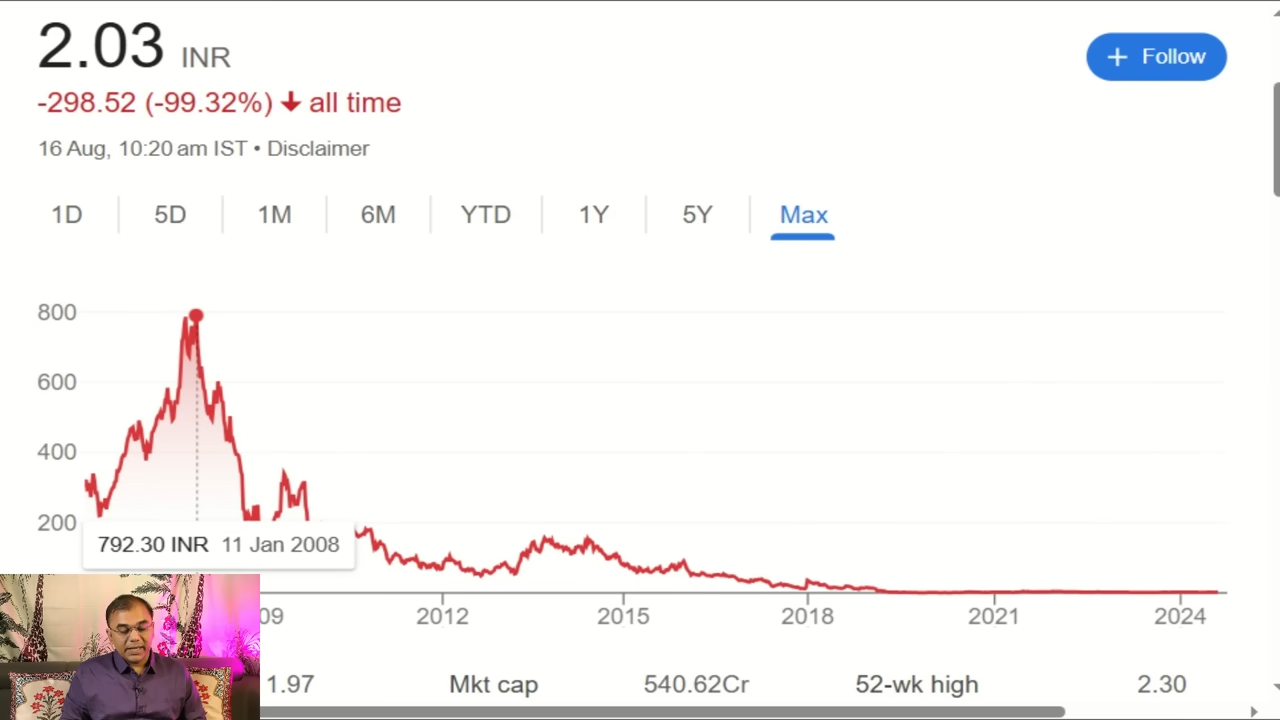 2.03 INR
+ Follow
-298.52 (-99.32%) ↓ all time
16 Aug, 10:20 am IST • Disclaimer
1D 5D 1M 6M YTD 1Y 5Y Max
800
600
400
200
792.30 INR 11 Jan 2008
09 2012 2015 2018 2021 2024
1.97 Mkt cap 540.62Cr 52-wk high 2.30